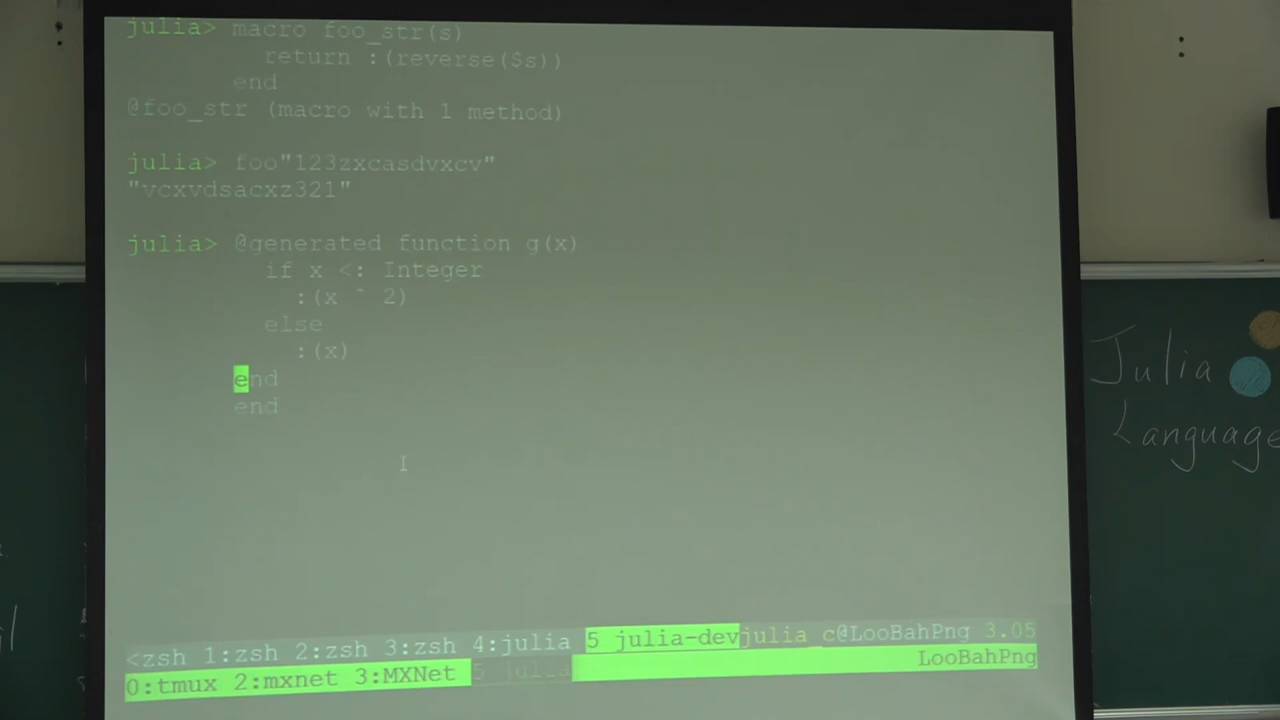 julia> macro foo_str(s)
return :(reverse($s))
end
@foo_str (macro with 1 method)
julia> foo"123zxcasdvxcv"
"vcxvdsacxz321"
julia> @generated function g(x)
if x <: Integer
:(x ^ 2)
else
:(x)
end
end
<zsh 1:zsh 2:zsh 3:zsh 4:julia 5 julia-dev julia_c@LooBahPng 3.05
0:tmux 2:mxnet 3:MXNet 5 julia LooBahPng
Julia
Language